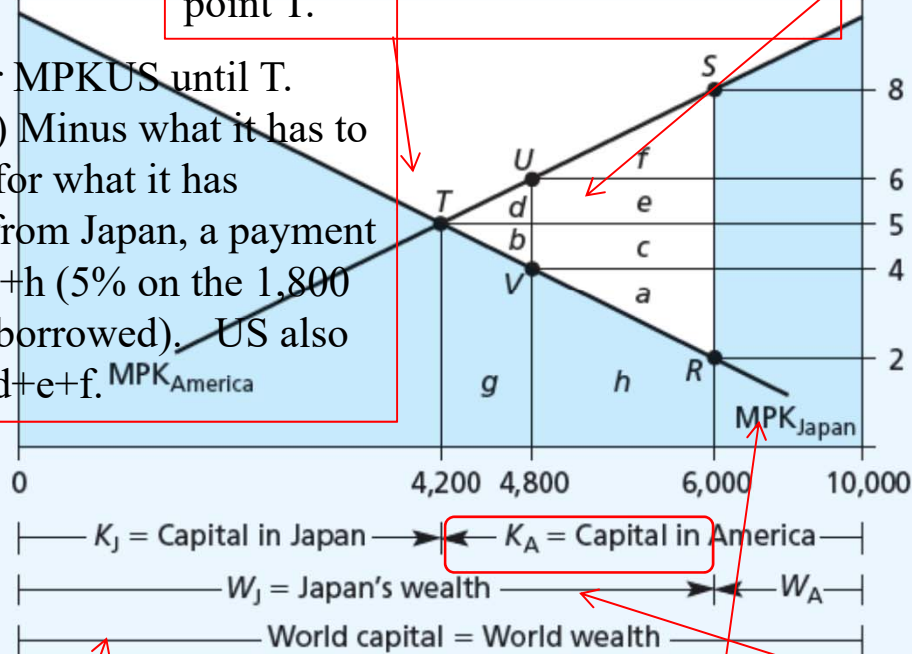 point T.
MPKUS until T.
) Minus what it has to
for what it has
from Japan, a payment
+h (5% on the 1,800
borrowed). US also
d+e+f.
S
8
U
f
6
T
d
e
5
b
c
4
V
a
R
2
MPKAmerica
g
h
MPKJapan
0
4,200
4,800
6,000
10,000
KJ = Capital in Japan
KA = Capital in America
WJ = Japan's wealth
WA
World capital = World wealth